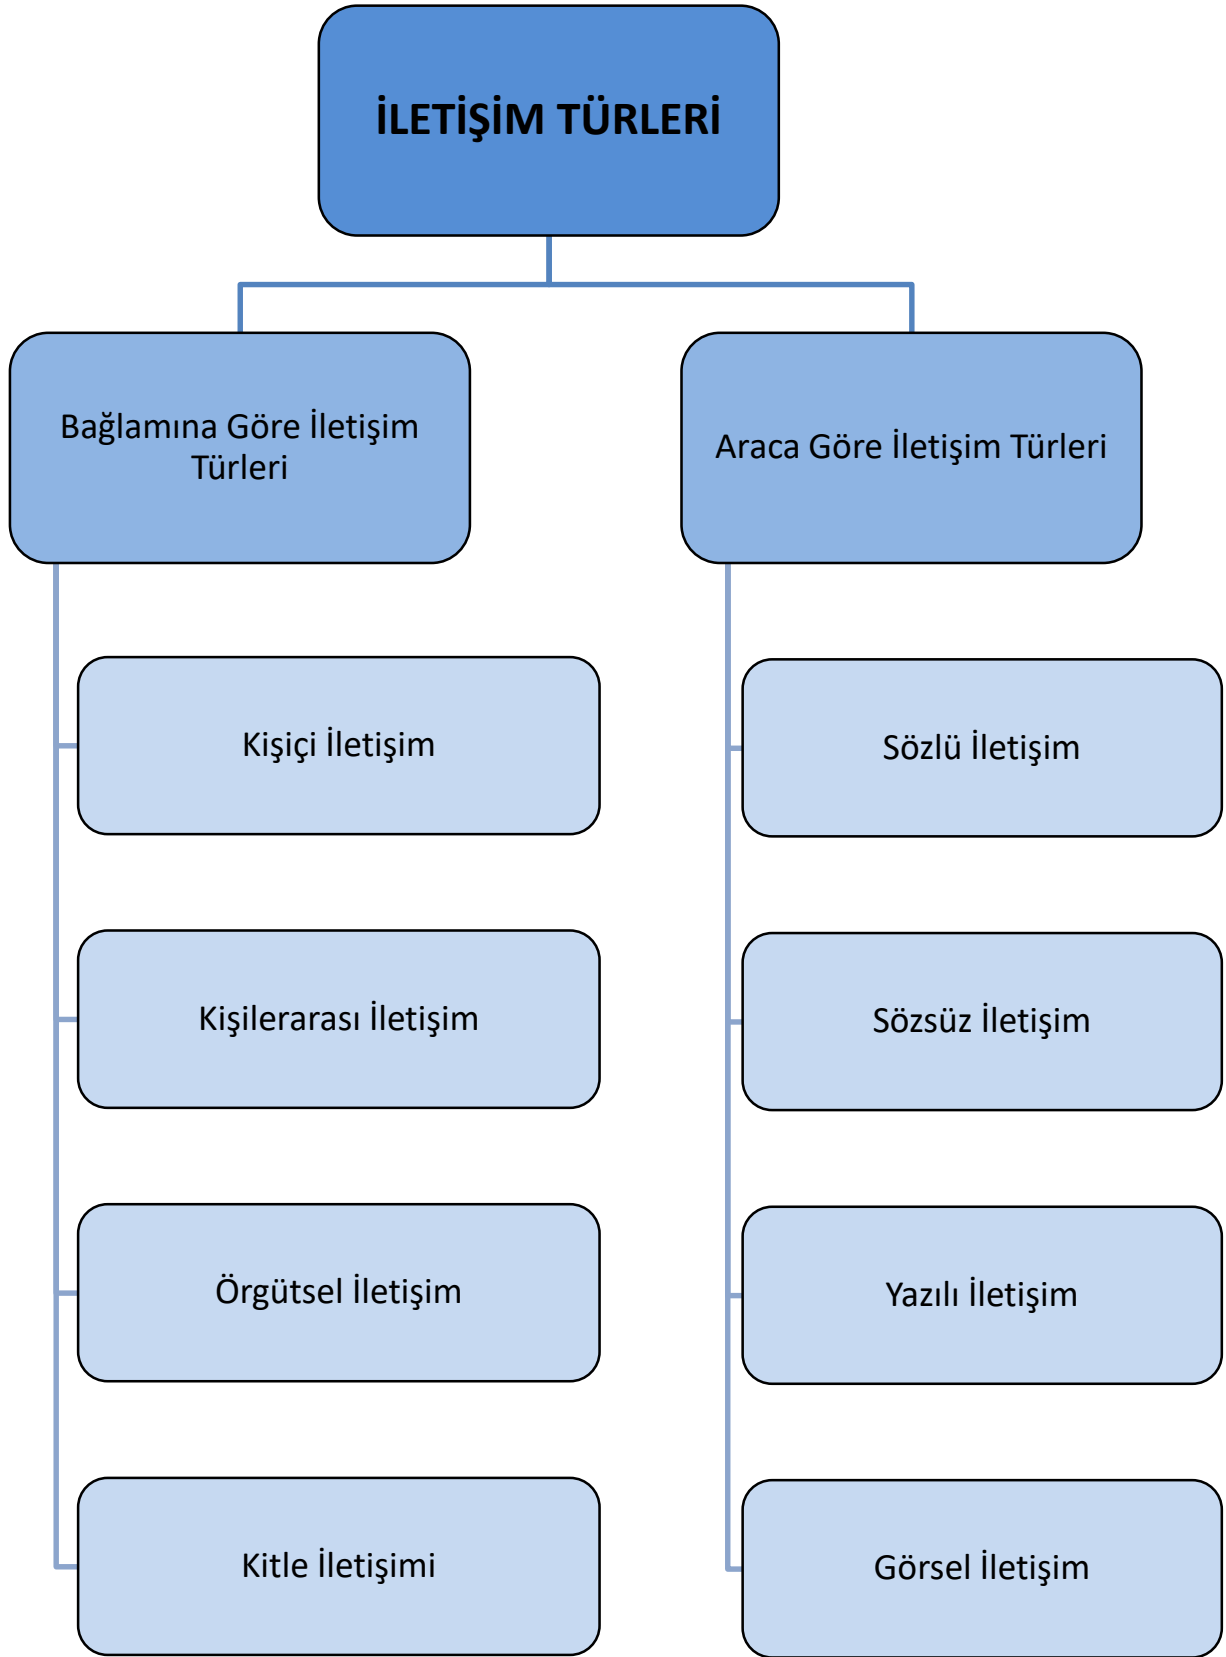 İLETİŞİM TÜRLERİ
Bağlamına Göre İletişim
Türleri
Kişiçi İletişim
Kişilerarası İletişim
Örgütsel İletişim
Kitle İletişimi
Araca Göre İletişim Türleri
Sözlü İletişim
Sözsüz İletişim
Yazılı İletişim
Görsel İletişim